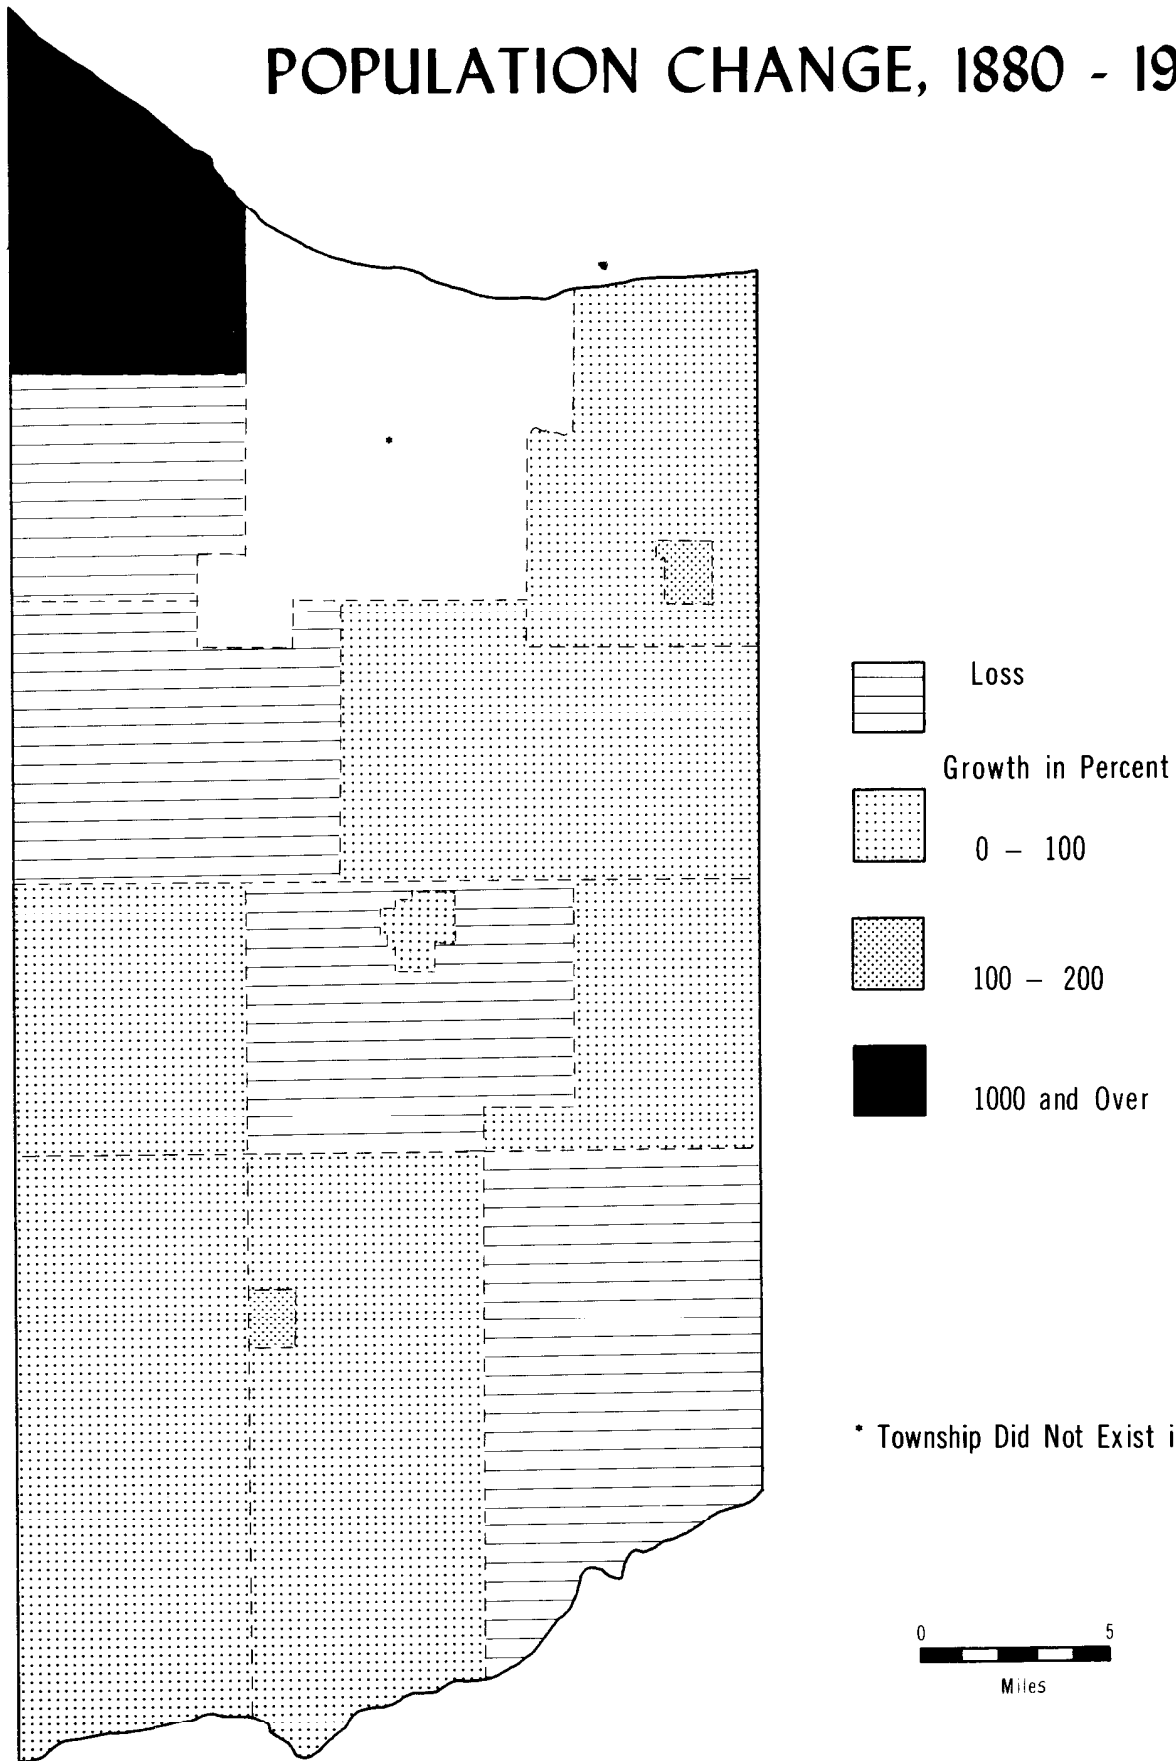 POPULATION CHANGE, 1880 - 19
*
Loss
Growth in Percent
0 – 100
100 – 200
1000 and Over
* Township Did Not Exist i
0 5
Miles